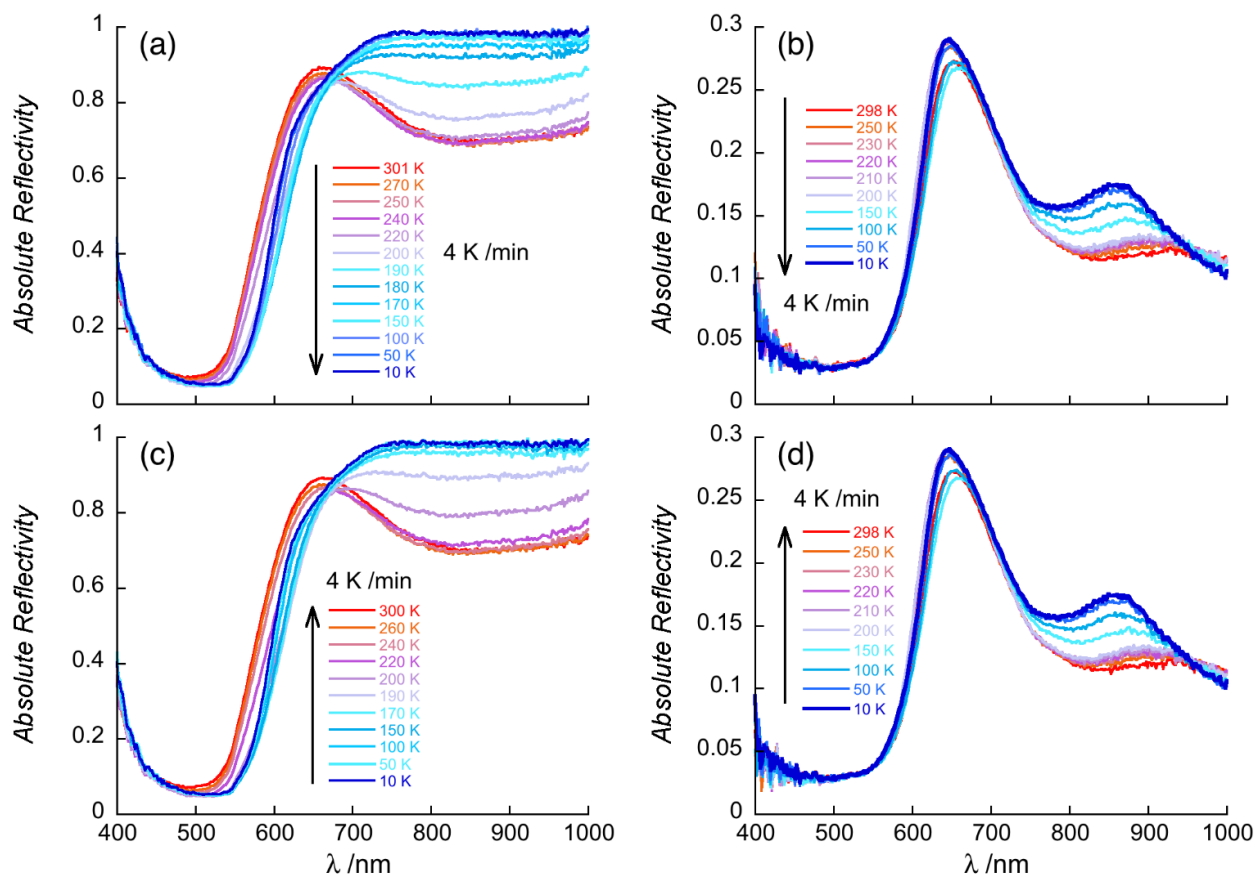 (a)
Absolute Reflectivity
1
0.8
0.6
0.4
0.2
0
301 K
270 K
250 K
240 K
220 K
200 K
190 K
180 K
170 K
150 K
100 K
50 K
10 K
4 K /min
(b)
Absolute Reflectivity
0.3
0.25
0.2
0.15
0.1
0.05
0
298 K
250 K
230 K
220 K
210 K
200 K
150 K
100 K
50 K
10 K
4 K /min
(c)
Absolute Reflectivity
1
0.8
0.6
0.4
0.2
0
4 K /min
300 K
260 K
240 K
220 K
200 K
190 K
170 K
150 K
100 K
50 K
10 K
400 500 600 700 800 900 1000
λ /nm
(d)
Absolute Reflectivity
0.3
0.25
0.2
0.15
0.1
0.05
0
4 K /min
298 K
250 K
230 K
220 K
210 K
200 K
150 K
100 K
50 K
10 K
400 500 600 700 800 900 1000
λ /nm